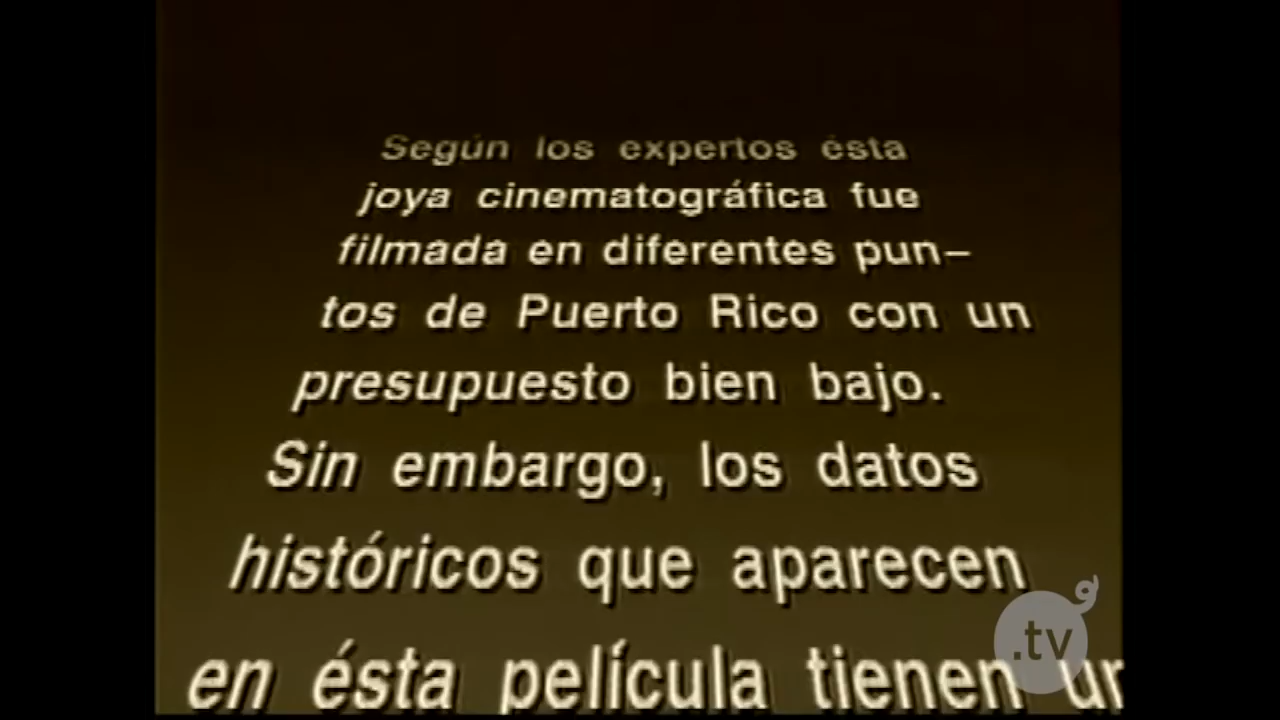 Según los expertos ésta
joya cinematográfica fue
filmada en diferentes pun-
tos de Puerto Rico con un
presupuesto bien bajo.
Sin embargo, los datos
históricos que aparecen
en ésta película tienen
.tv